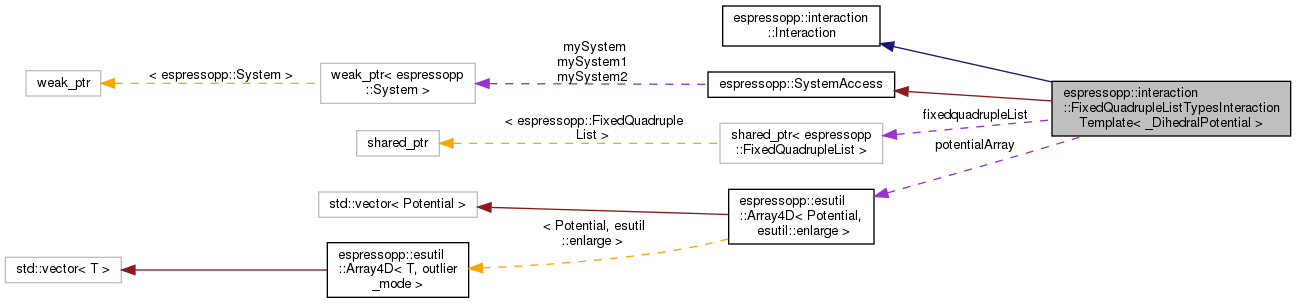 espressopp::interaction
::Interaction
mySystem
mySystem1
mySystem2
weak_ptr
< espressopp::System >
weak_ptr< espressopp
::System >
espressopp::SystemAccess
espressopp::interaction
::FixedQuadrupleListTypesInteraction
Template< _DihedralPotential >
fixedquadrupleList
< espressopp::FixedQuadruple
List >
shared_ptr
shared_ptr< espressopp
::FixedQuadrupleList >
potentialArray
std::vector< Potential >
espressopp::esutil
::Array4D< Potential,
esutil::enlarge >
< Potential, esutil
::enlarge >
std::vector< T >
espressopp::esutil
::Array4D< T, outlier
_mode >